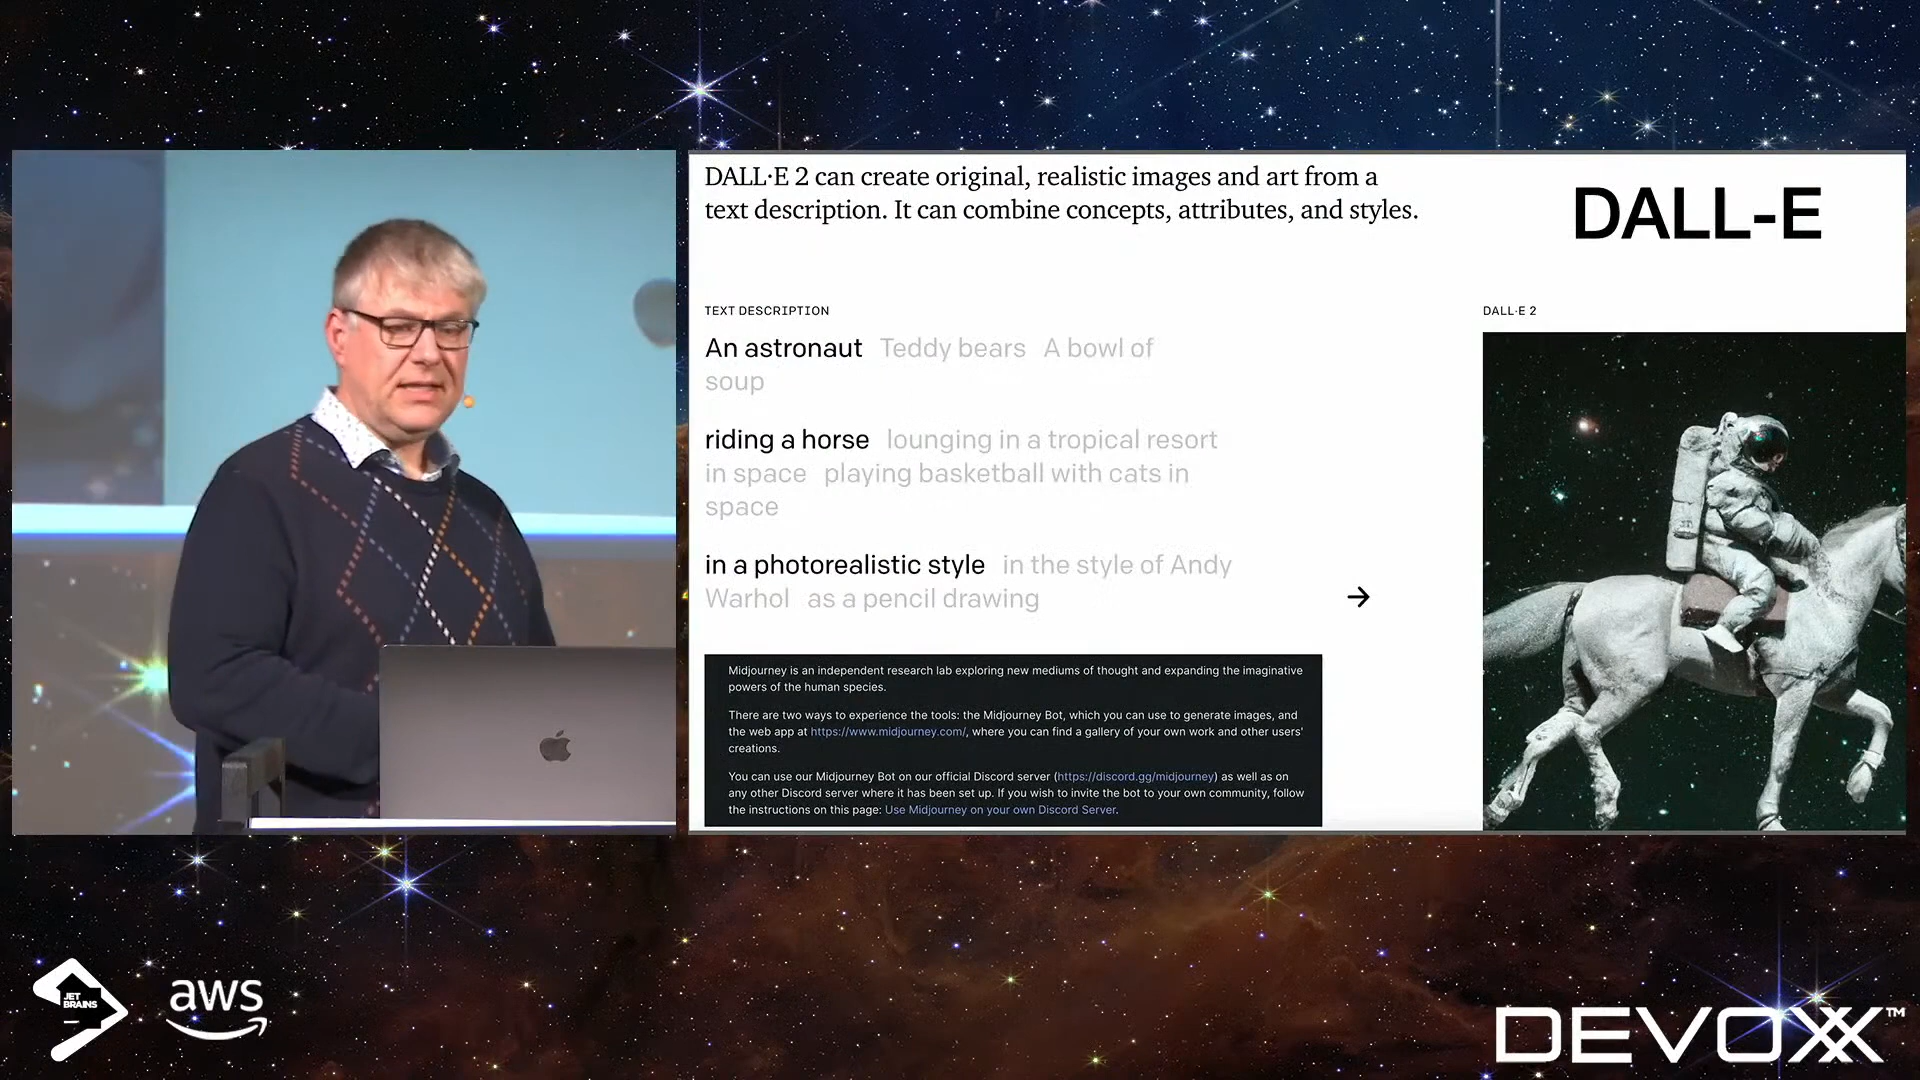 DALL·E 2 can create original, realistic images and art from a
text description. It can combine concepts, attributes, and styles.
DALL-E
TEXT DESCRIPTION
An astronaut Teddy bears A bowl of
soup
riding a horse lounging in a tropical resort
in space playing basketball with cats in
space
in a photorealistic style in the style of Andy
Warhol as a pencil drawing
→
DALL·E 2
Midjourney is an independent research lab exploring new mediums of thought and expanding the imaginative
powers of the human species.
There are two ways to experience the tools: the Midjourney Bot, which you can use to generate images, and
the web app at https://www.midjourney.com/, where you can find a gallery of your own work and other users'
creations.
You can use our Midjourney Bot on our official Discord server (https://discord.gg/midjourney) as well as on
any other Discord server where it has been set up. If you wish to invite the bot to your own community, follow
the instructions on this page: Use Midjourney on your own Discord Server.
JET
BRAINS
aws
DEVOXX™